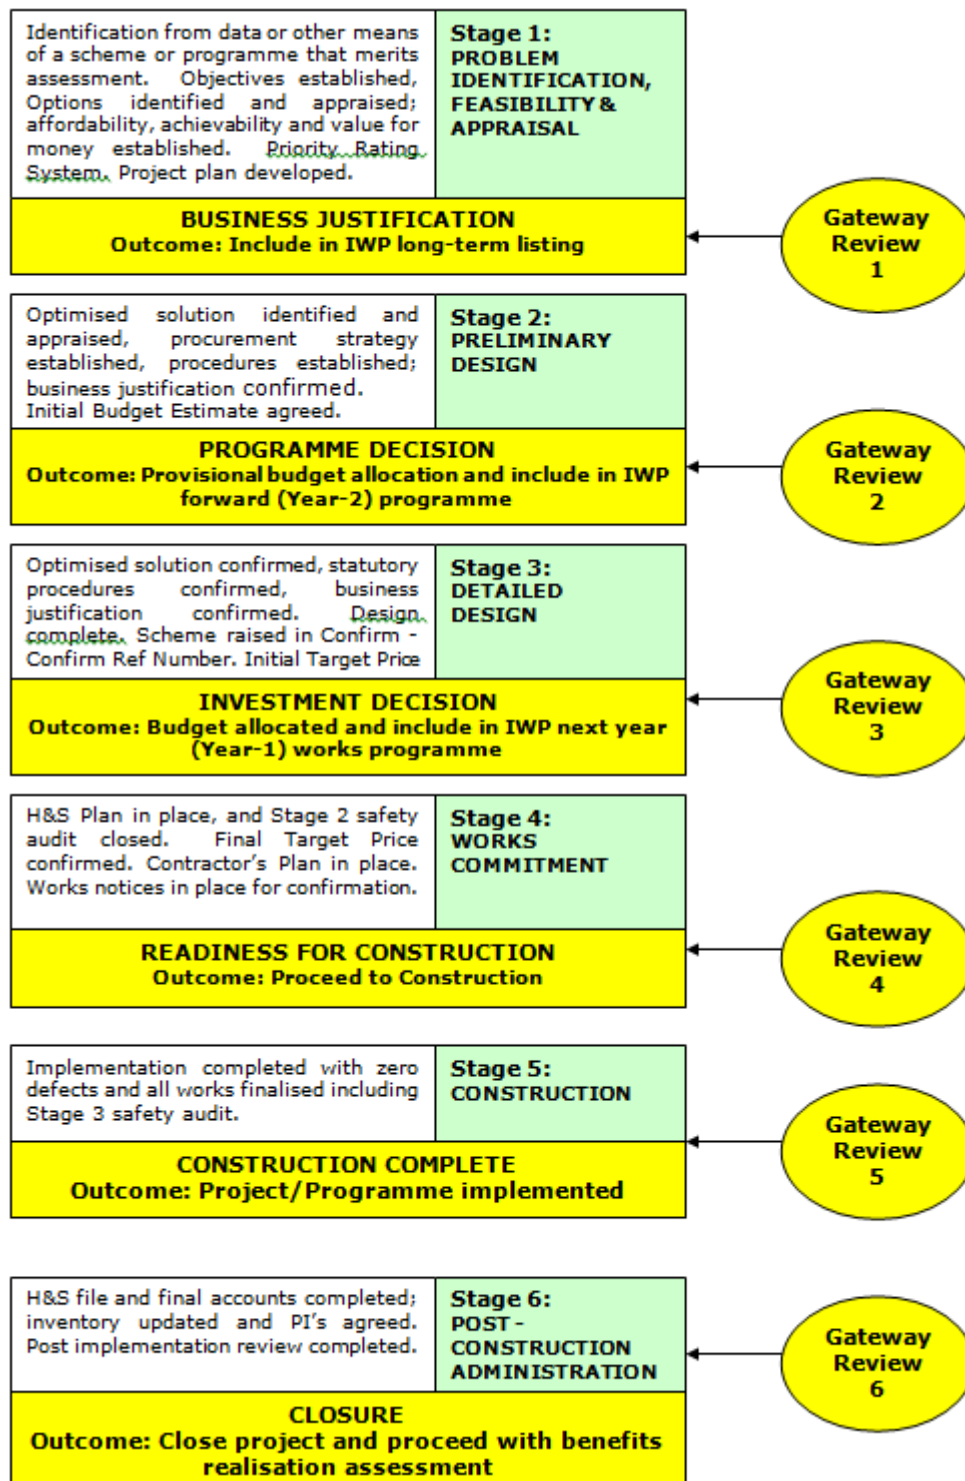 Identification from data or other means
of a scheme or programme that merits
assessment. Objectives established,
Options identified and appraised;
affordability, achievability and value for
money established. Priority Rating
System. Project plan developed.
Stage 1:
PROBLEM
IDENTIFICATION,
FEASIBILITY &
APPRAISAL
BUSINESS JUSTIFICATION
Outcome: Include in IWP long-term listing
Gateway
Review
1
Optimised solution identified and
appraised, procurement strategy
established, procedures established;
business justification confirmed.
Initial Budget Estimate agreed.
Stage 2:
PRELIMINARY
DESIGN
PROGRAMME DECISION
Outcome: Provisional budget allocation and include in IWP
forward (Year-2) programme
Gateway
Review
2
Optimised solution confirmed, statutory
procedures confirmed, business
justification confirmed. Design
complete. Scheme raised in Confirm -
Confirm Ref Number. Initial Target Price
Stage 3:
DETAILED
DESIGN
INVESTMENT DECISION
Outcome: Budget allocated and include in IWP next year
(Year-1) works programme
Gateway
Review
3
H&S Plan in place, and Stage 2 safety
audit closed. Final Target Price
confirmed. Contractor's Plan in place.
Works notices in place for confirmation.
Stage 4:
WORKS
COMMITMENT
READINESS FOR CONSTRUCTION
Outcome: Proceed to Construction
Gateway
Review
4
Implementation completed with zero
defects and all works finalised including
Stage 3 safety audit.
Stage 5:
CONSTRUCTION
CONSTRUCTION COMPLETE
Outcome: Project/Programme implemented
Gateway
Review
5
H&S file and final accounts completed;
inventory updated and PI's agreed.
Post implementation review completed.
Stage 6:
POST -
CONSTRUCTION
ADMINISTRATION
CLOSURE
Outcome: Close project and proceed with benefits
realisation assessment
Gateway
Review
6